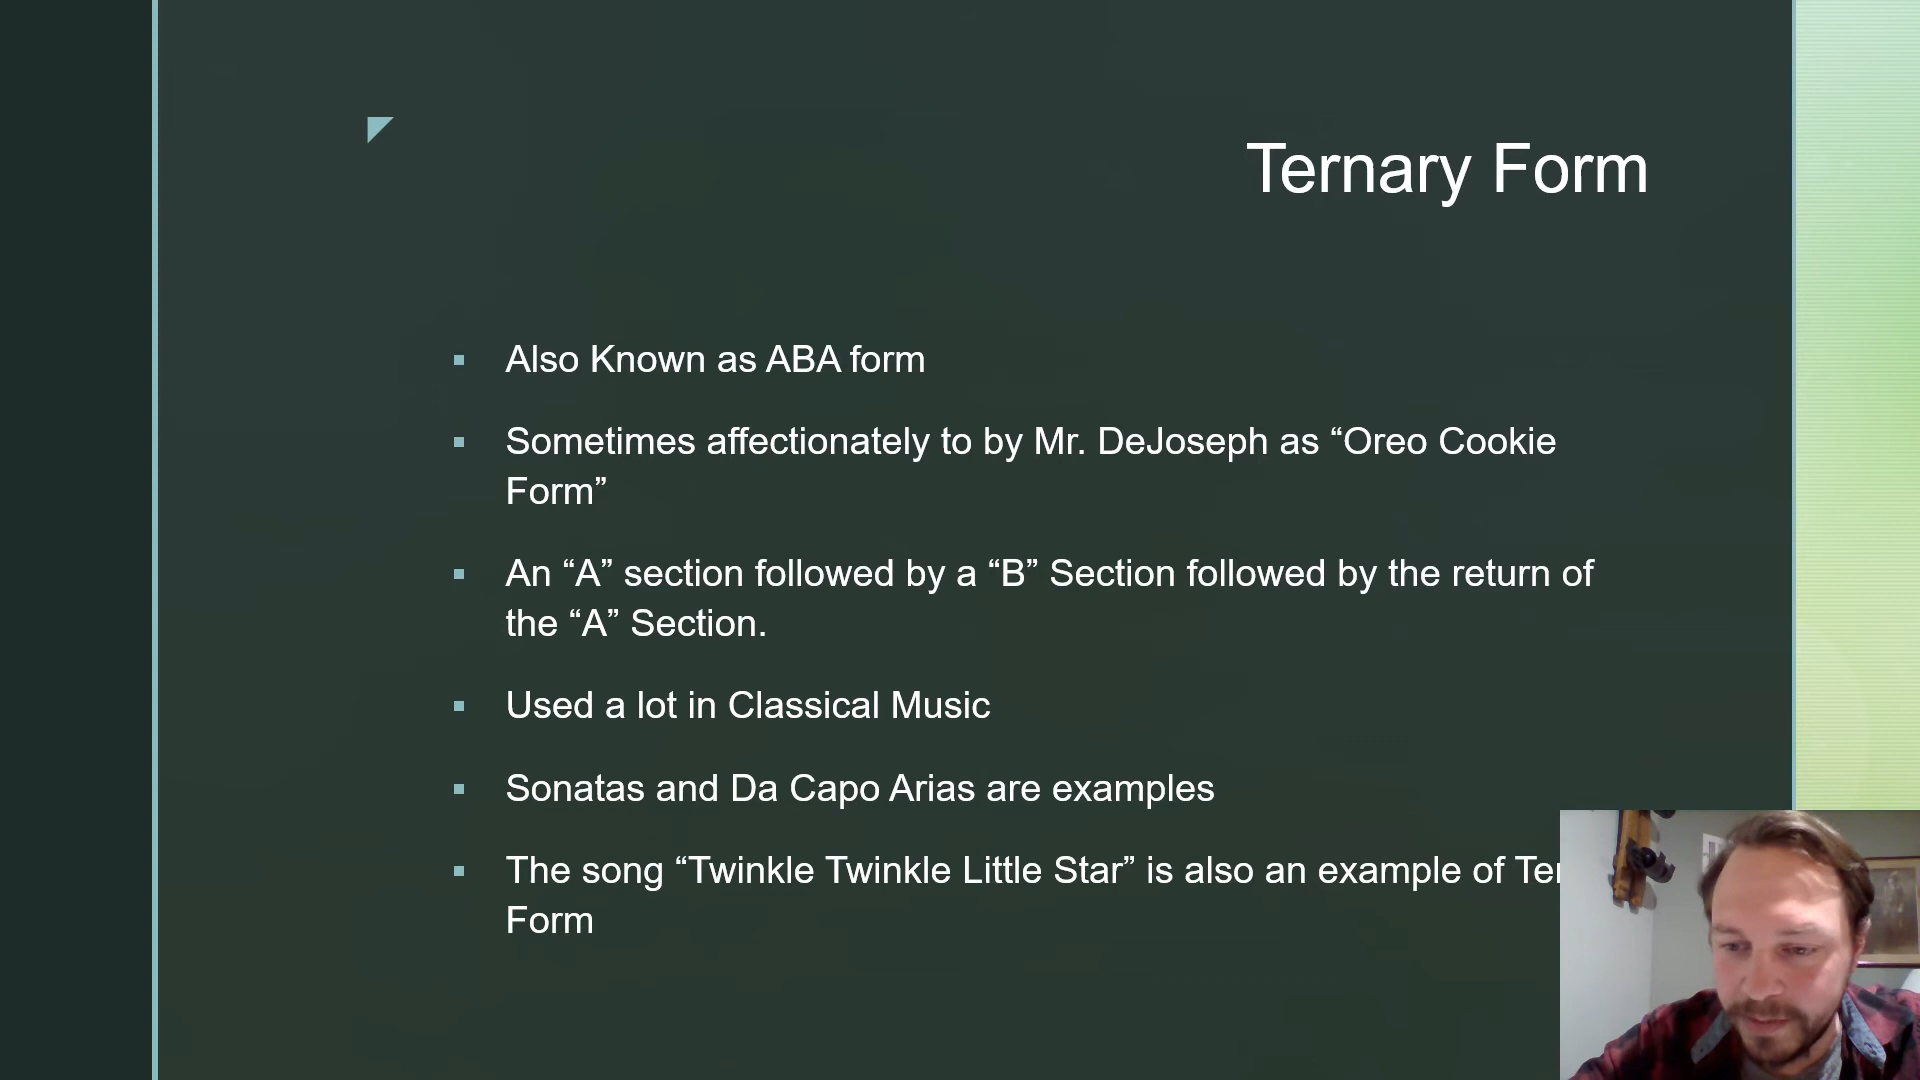 Ternary Form
Also Known as ABA form
Sometimes affectionately to by Mr. DeJoseph as “Oreo Cookie
Form”
An “A” section followed by a “B” Section followed by the return of
the “A” Section.
Used a lot in Classical Music
Sonatas and Da Capo Arias are examples
The song “Twinkle Twinkle Little Star” is also an example of
Form